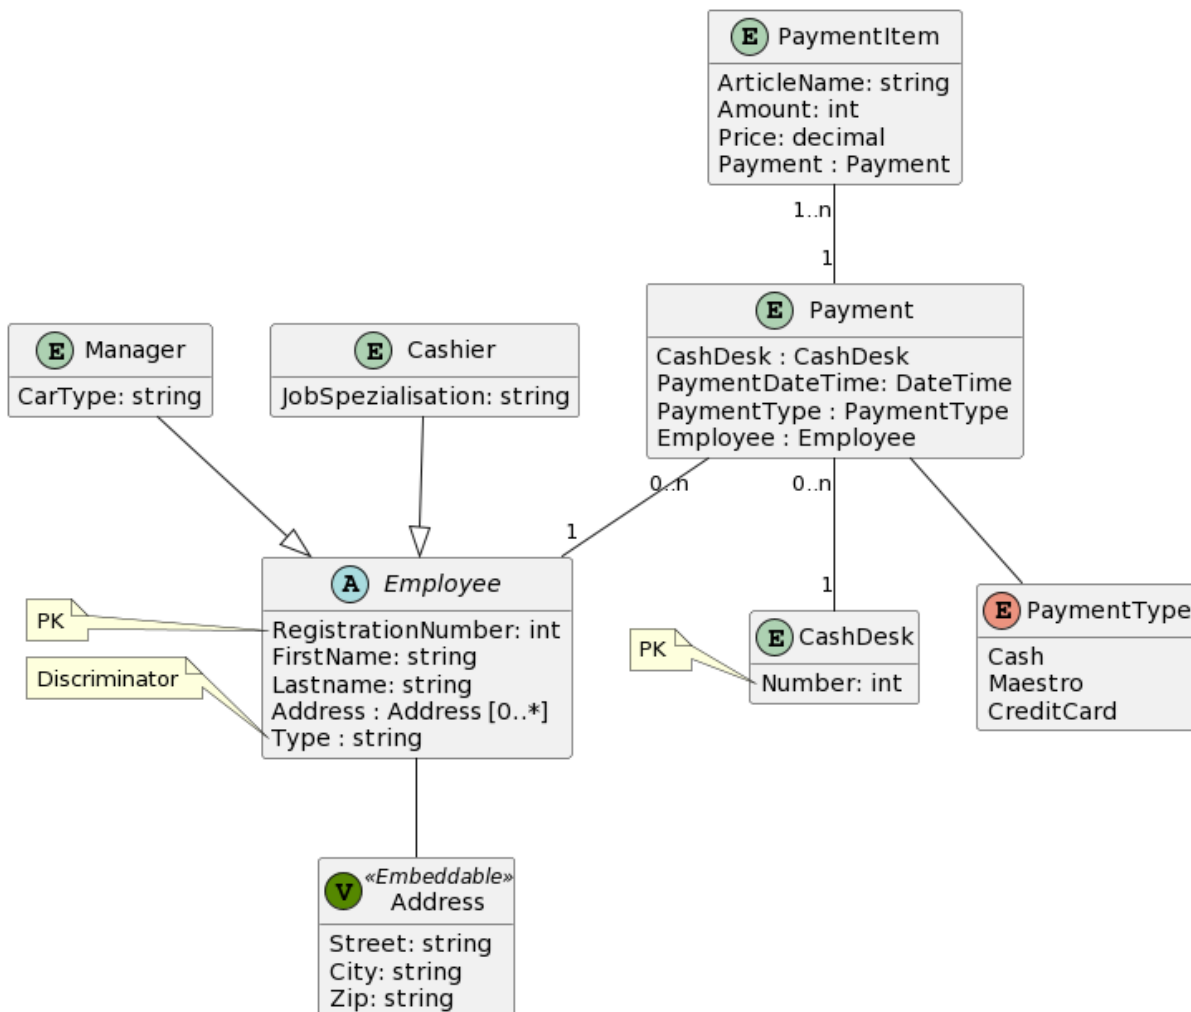 E PaymentItem
ArticleName: string
Amount: int
Price: decimal
Payment : Payment
1..n
1
E Payment
CashDesk : CashDesk
PaymentDateTime: DateTime
PaymentType : PaymentType
Employee : Employee
E Manager
CarType: string
E Cashier
JobSpezialisation: string
0..n
1
0..n
1
A Employee
RegistrationNumber: int
FirstName: string
Lastname: string
Address : Address [0..*]
Type : string
PK
Discriminator
PK
E CashDesk
Number: int
E PaymentType
Cash
Maestro
CreditCard
V «Embeddable»
Address
Street: string
City: string
Zip: string